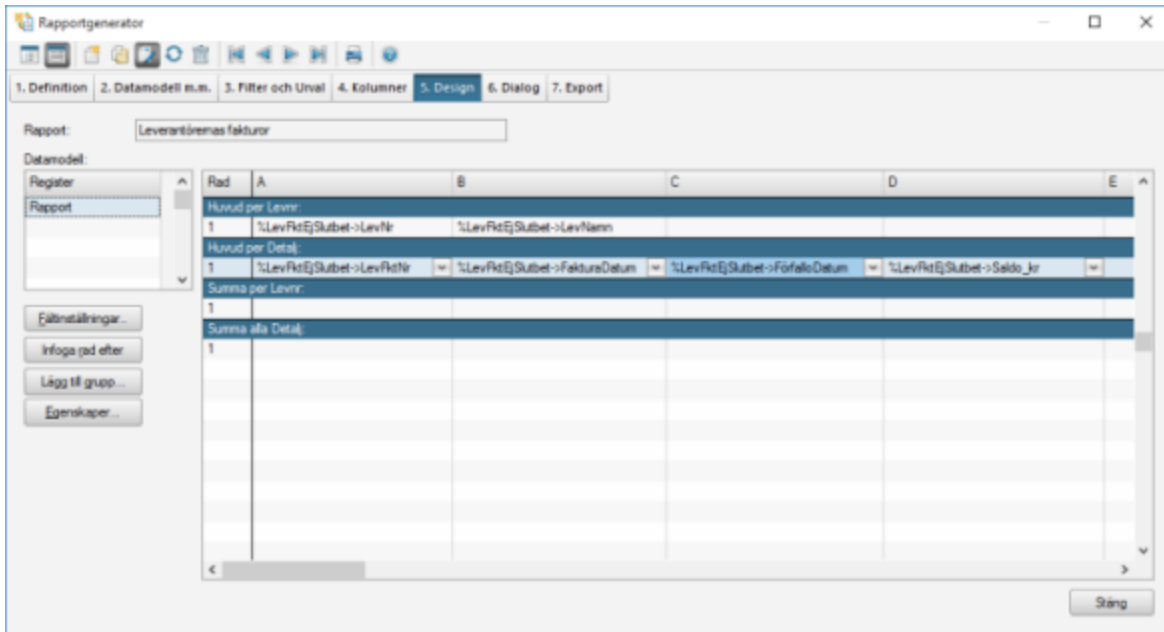 Rapportgenerator
1. Definition 2. Datamodell m.m. 3. Filter och Urval 4. Kolumner 5. Design 6. Dialog 7. Export
Rapport: Leverantörernas fakturor
Datamodell:
Register Rad A B C D E
Rapport Huvud per Levnr:
1 %LevFktEjSlutbet->LevNr %LevFktEjSlutbet->LevNamn
Huvud per Detalj:
1 %LevFktEjSlutbet->LevFktNr %LevFktEjSlutbet->FakturaDatum %LevFktEjSlutbet->FörfalloDatum %LevFktEjSlutbet->Saldo_kr
Summa per Levnr:
1
Summa alla Detalj:
1
Fältinställningar...
Infoga rad efter
Lägg till grupp...
Egenskaper...
Stäng